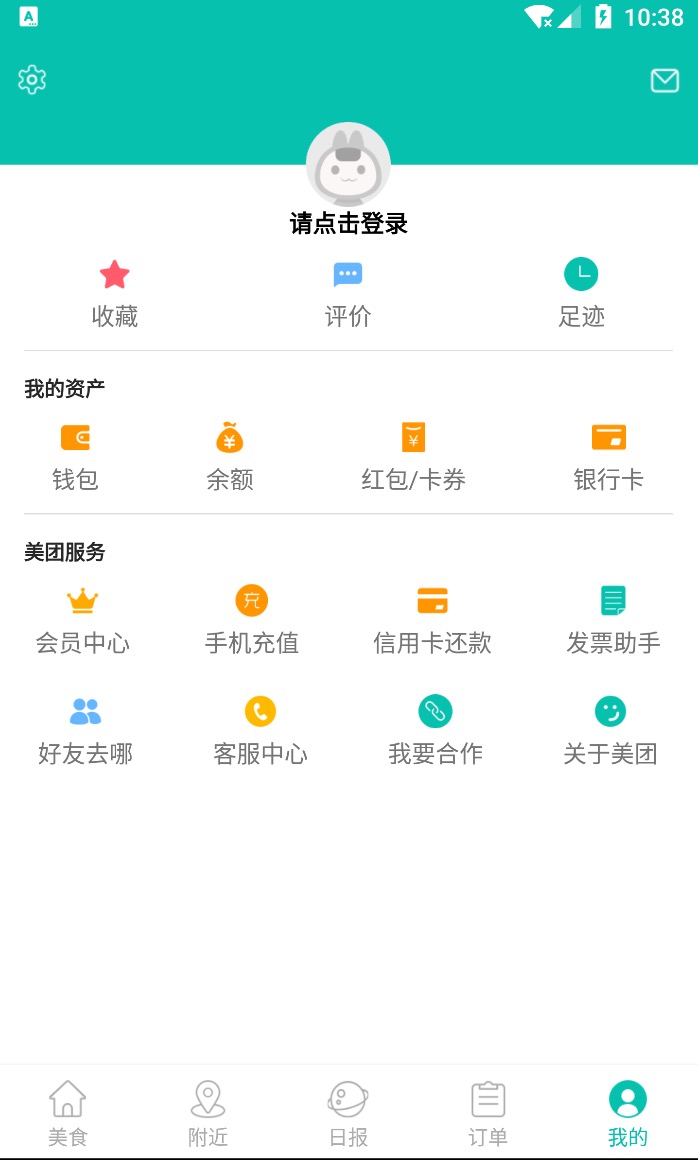 10:38
请点击登录
收藏 评价 足迹
我的资产
钱包 余额 红包/卡券 银行卡
美团服务
充
会员中心 手机充值 信用卡还款 发票助手
好友去哪 客服中心 我要合作 关于美团
美食 附近 日报 订单 我的